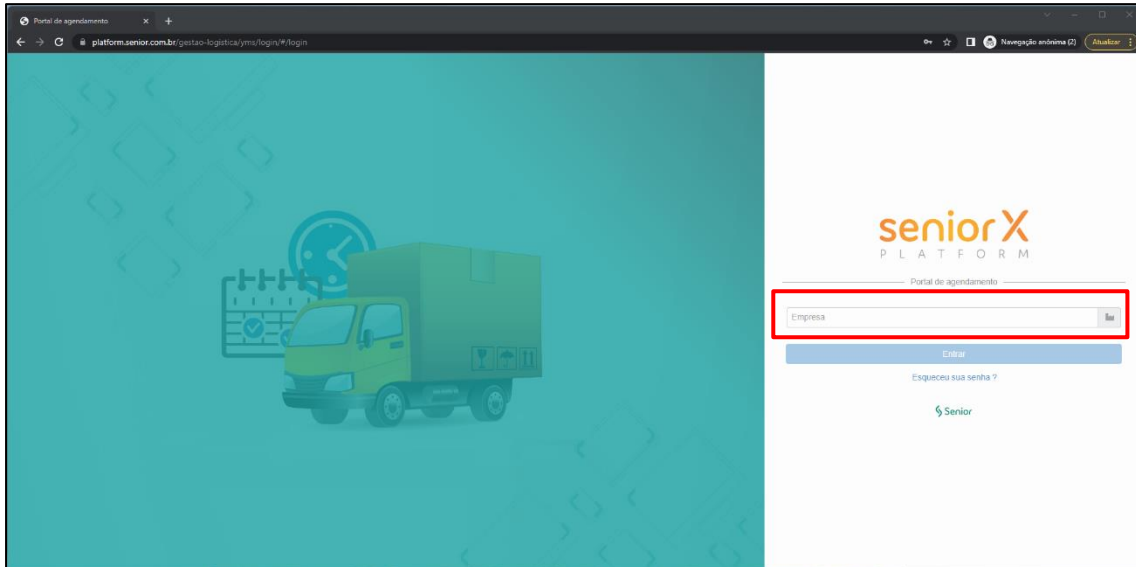 Portal de agendamento
platform.senior.com.br/gestao-logistica/yms/login/#/login
Navegação anônima (2)
Atualizar
senior X
PLATFORM
Portal de agendamento
Empresa
Entrar
Esqueceu sua senha ?
Senior